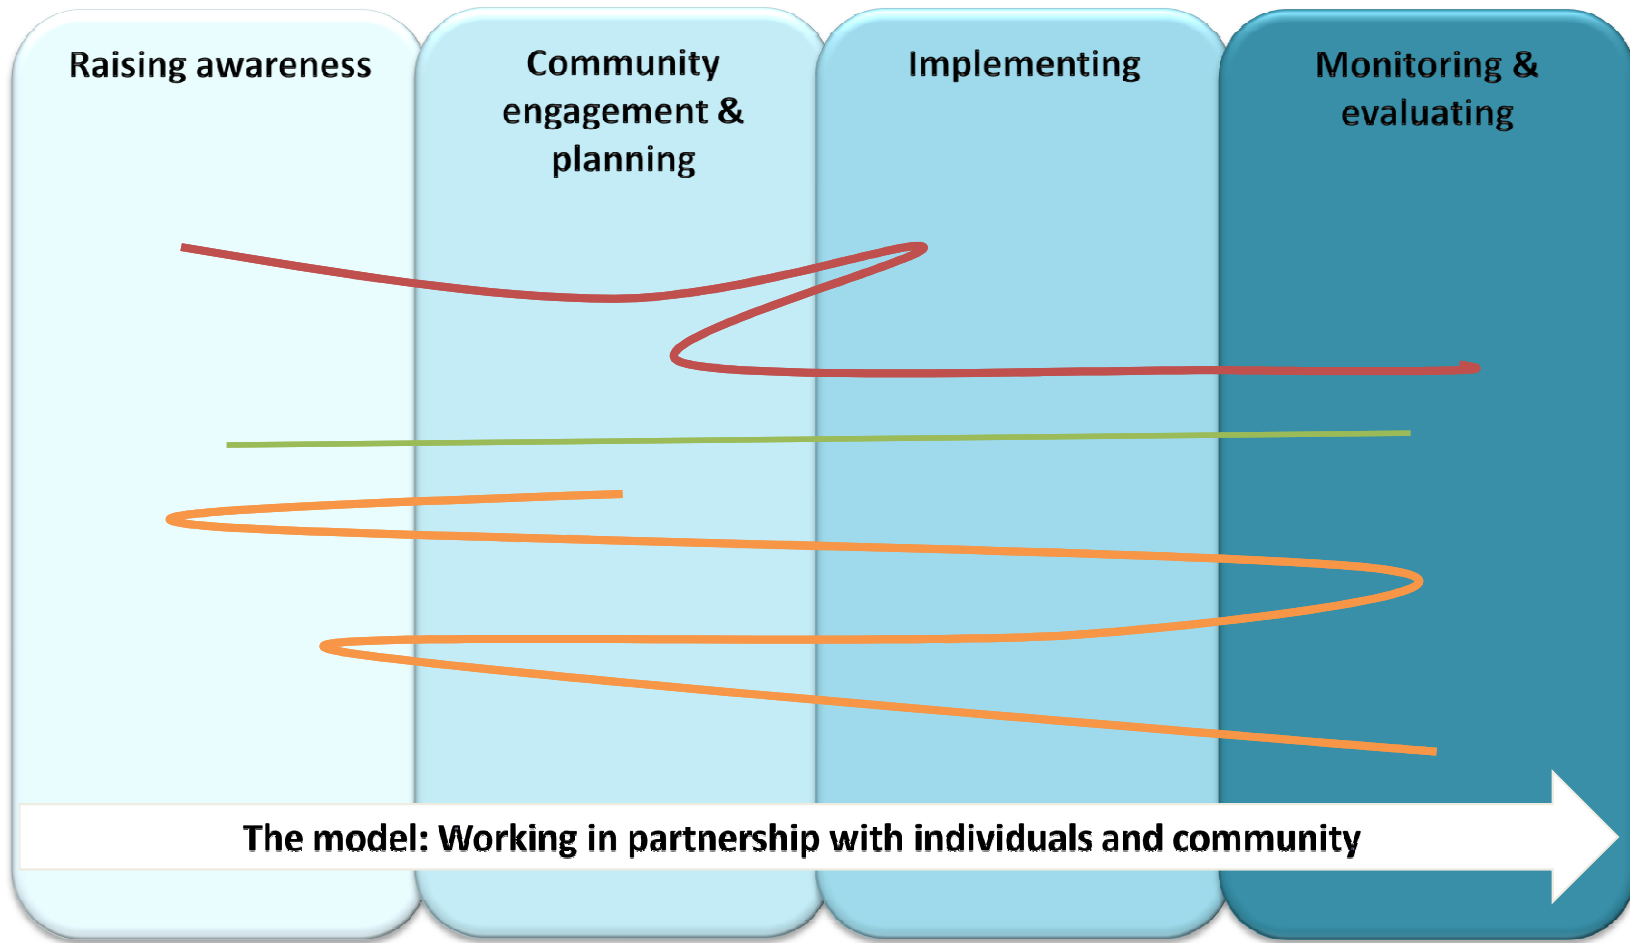 Raising awareness
Community
engagement &
planning
Implementing
Monitoring &
evaluating
The model: Working in partnership with individuals and community